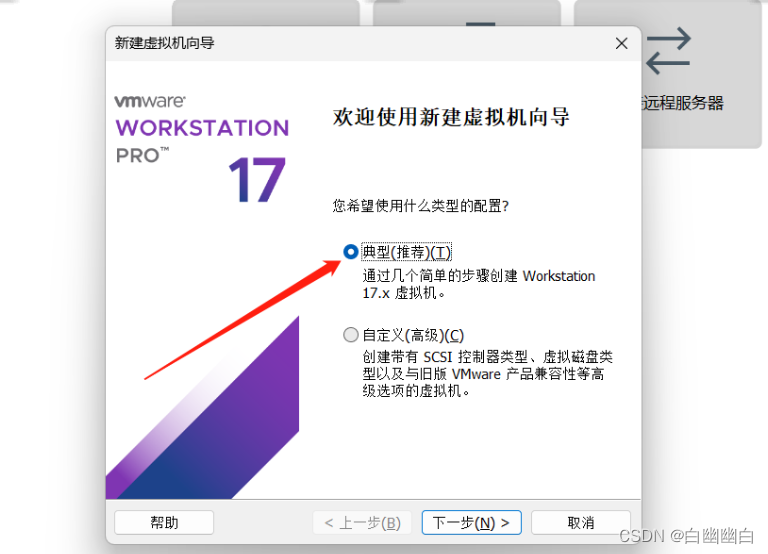 新建虚拟机向导
远程服务器
vmware®
WORKSTATION
PRO™
17
欢迎使用新建虚拟机向导
您希望使用什么类型的配置?
典型(推荐)(T)
通过几个简单的步骤创建 Workstation
17.x 虚拟机。
自定义(高级)(C)
创建带有 SCSI 控制器类型、虚拟磁盘类
型以及与旧版 VMware 产品兼容性等高
级选项的虚拟机。
帮助
< 上一步(B)
下一步(N) >
取消
CSDN @白幽幽白